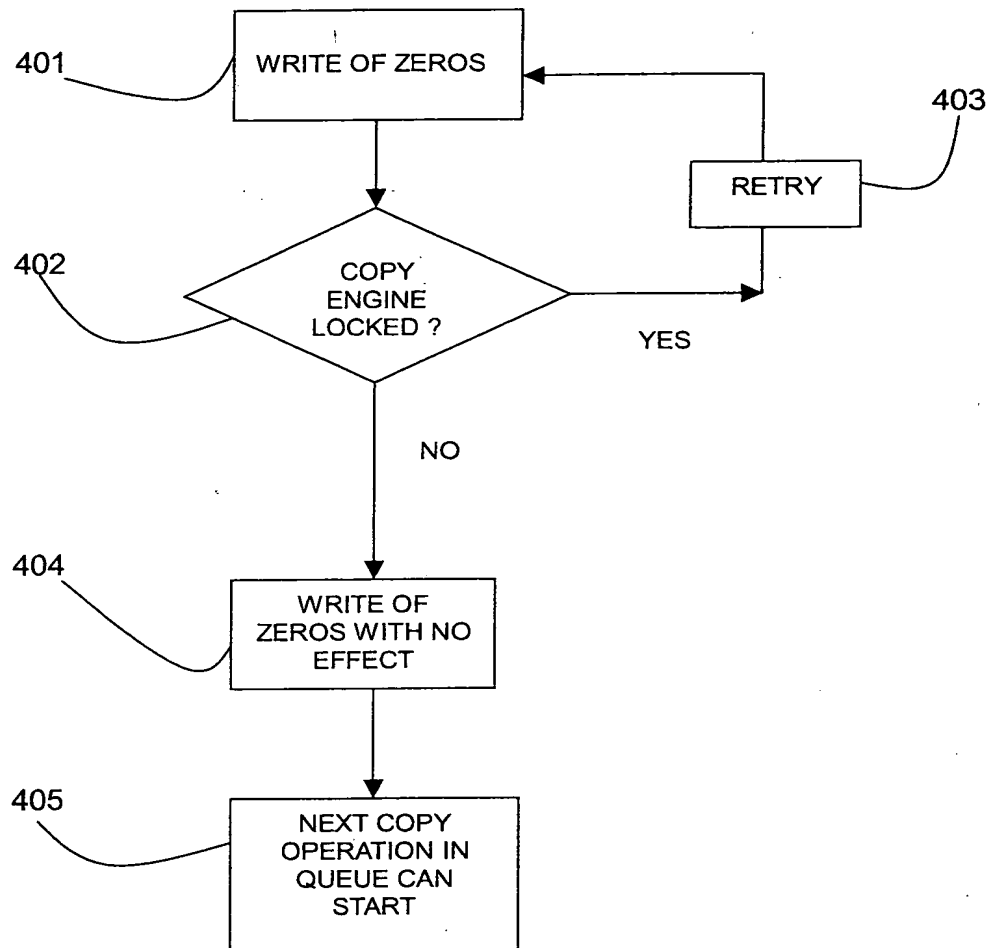 401
WRITE OF ZEROS
403
RETRY
402
COPY
ENGINE
LOCKED ?
YES
NO
404
WRITE OF
ZEROS WITH NO
EFFECT
405
NEXT COPY
OPERATION IN
QUEUE CAN
START